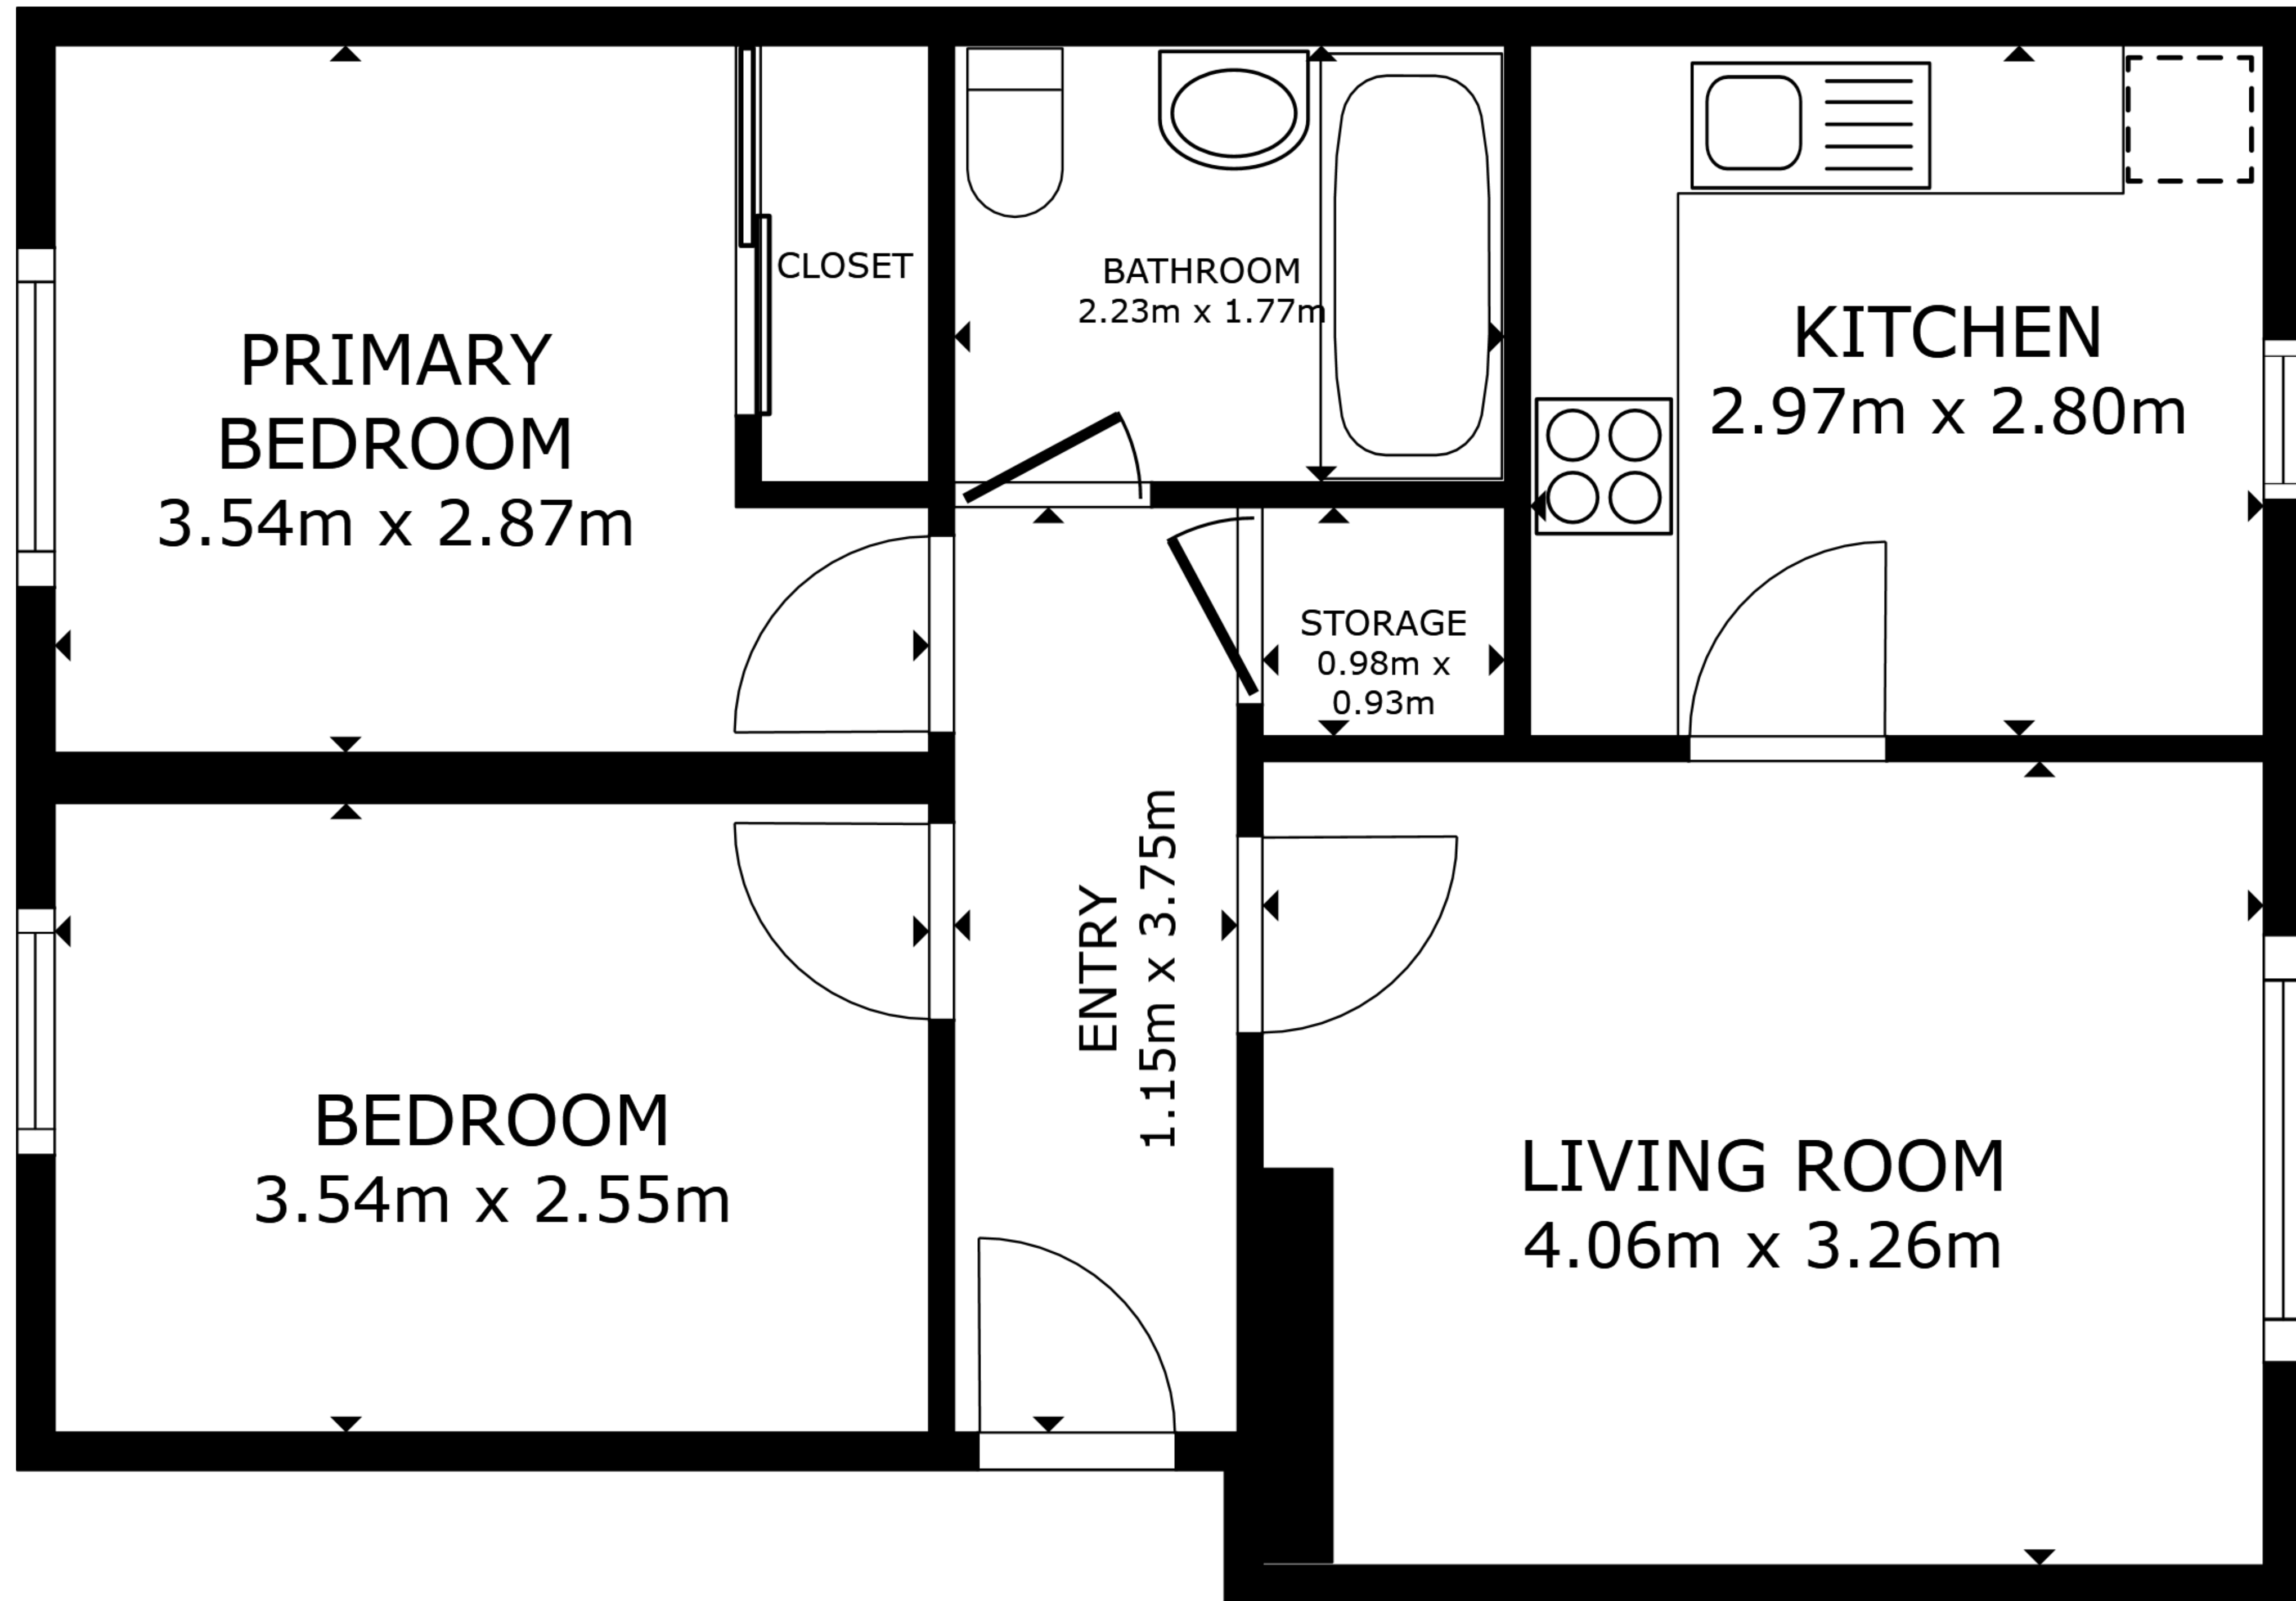 PRIMARY
BEDROOM
3.54m x 2.87m
CLOSET
BATHROOM
2.23m x 1.77m
KITCHEN
2.97m x 2.80m
STORAGE
0.98m x
0.93m
ENTRY
1.15m x 3.75m
BEDROOM
3.54m x 2.55m
LIVING ROOM
4.06m x 3.26m